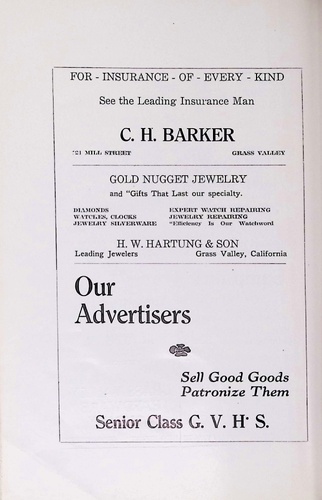 FOR - INSURANCE - OF - EVERY - KIND
See the Leading Insurance Man
C. H. BARKER
121 MILL STREET GRASS VALLEY
GOLD NUGGET JEWELRY
and "Gifts That Last our specialty.
DIAMONDS EXPERT WATCH REPAIRING
WATCHES, CLOCKS JEWELRY REPAIRING
JEWELRY SILVERWARE "Efficiency Is Our Watchword
H. W. HARTUNG & SON
Leading Jewelers Grass Valley, California
Our
Advertisers
Sell Good Goods
Patronize Them
Senior Class G. V. H. S.